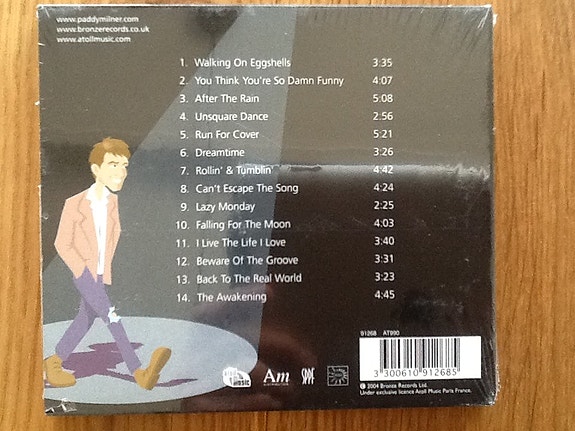 www.paddymilner.com
www.bronzerecords.co.uk
www.atollmusic.com
1. Walking On Eggshells 3:35
2. You Think You're So Damn Funny 4:07
3. After The Rain 5:08
4. Unsquare Dance 2:56
5. Run For Cover 5:21
6. Dreamtime 3:26
7. Rollin' & Tumblin' 4:42
8. Can't Escape The Song 4:24
9. Lazy Monday 2:25
10. Falling For The Moon 4:03
11. I Live The Life I Love 3:40
12. Beware Of The Groove 3:31
13. Back To The Real World 3:23
14. The Awakening 4:45
91268 AT990
3 300610 912685
music Am SPPF
℗ 2004 Bronze Records Ltd.
Under exclusive licence Atoll Music Paris France.